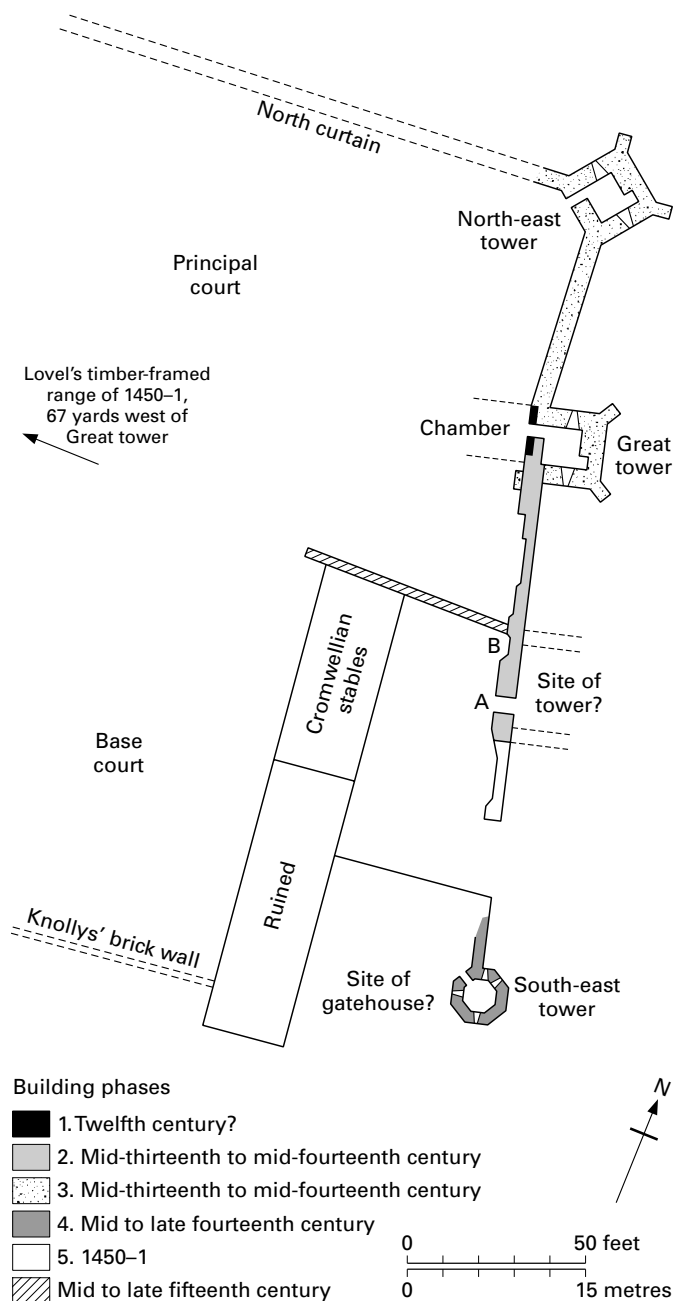 North curtain
North-east
tower
Principal
court
Lovel's timber-framed
range of 1450–1,
67 yards west of
Great tower
Chamber
Great
tower
B
Cromwellian
stables
A
Site of
tower?
Base
court
Ruined
Knollys' brick wall
Site of
gatehouse?
South-east
tower
Building phases
1. Twelfth century?
2. Mid-thirteenth to mid-fourteenth century
3. Mid-thirteenth to mid-fourteenth century
4. Mid to late fourteenth century
5. 1450–1
Mid to late fifteenth century
N
0 50 feet
0 15 metres